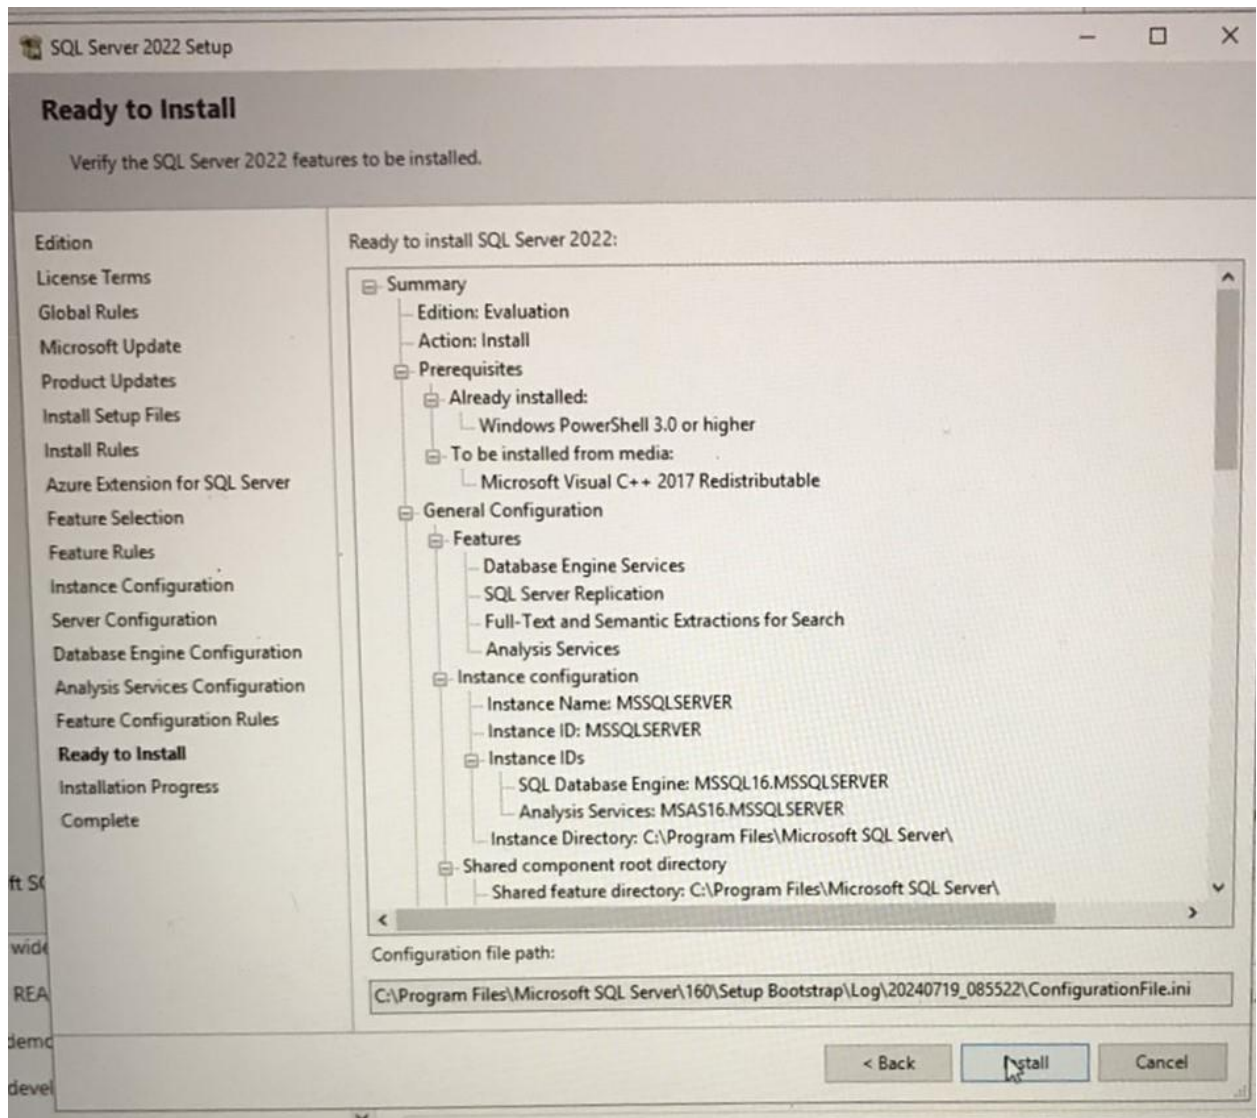 SQL Server 2022 Setup
Ready to Install
Verify the SQL Server 2022 features to be installed.
Edition
License Terms
Global Rules
Microsoft Update
Product Updates
Install Setup Files
Install Rules
Azure Extension for SQL Server
Feature Selection
Feature Rules
Instance Configuration
Server Configuration
Database Engine Configuration
Analysis Services Configuration
Feature Configuration Rules
Ready to Install
Installation Progress
Complete
Ready to install SQL Server 2022:
Summary
Edition: Evaluation
Action: Install
Prerequisites
Already installed:
Windows PowerShell 3.0 or higher
To be installed from media:
Microsoft Visual C++ 2017 Redistributable
General Configuration
Features
Database Engine Services
SQL Server Replication
Full-Text and Semantic Extractions for Search
Analysis Services
Instance configuration
Instance Name: MSSQLSERVER
Instance ID: MSSQLSERVER
Instance IDs
SQL Database Engine: MSSQL16.MSSQLSERVER
Analysis Services: MSAS16.MSSQLSERVER
Instance Directory: C:\Program Files\Microsoft SQL Server\
Shared component root directory
Shared feature directory: C:\Program Files\Microsoft SQL Server\
Configuration file path:
C:\Program Files\Microsoft SQL Server\160\Setup Bootstrap\Log\20240719_085522\ConfigurationFile.ini
< Back
Install
Cancel